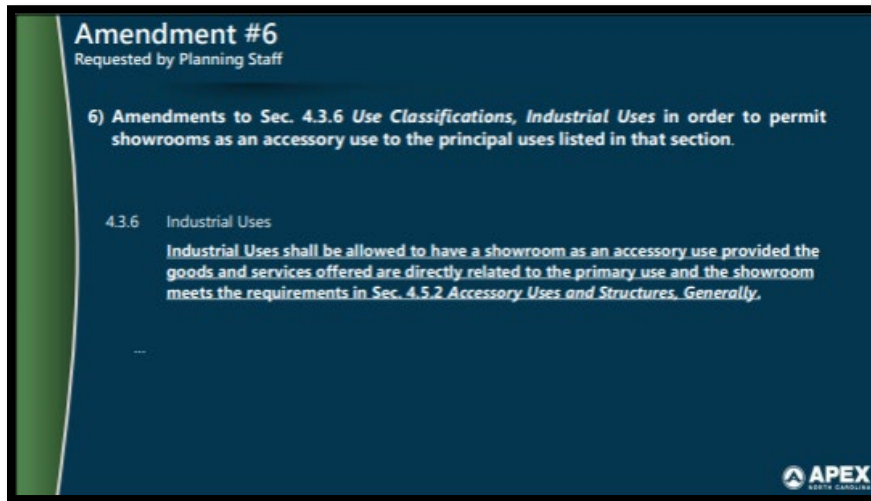 Amendment #6
Requested by Planning Staff
6) Amendments to Sec. 4.3.6 Use Classifications, Industrial Uses in order to permit
showrooms as an accessory use to the principal uses listed in that section.
4.3.6 Industrial Uses
Industrial Uses shall be allowed to have a showroom as an accessory use provided the
goods and services offered are directly related to the primary use and the showroom
meets the requirements in Sec. 4.5.2 Accessory Uses and Structures, Generally.
...
APEX
NORTH CAROLINA